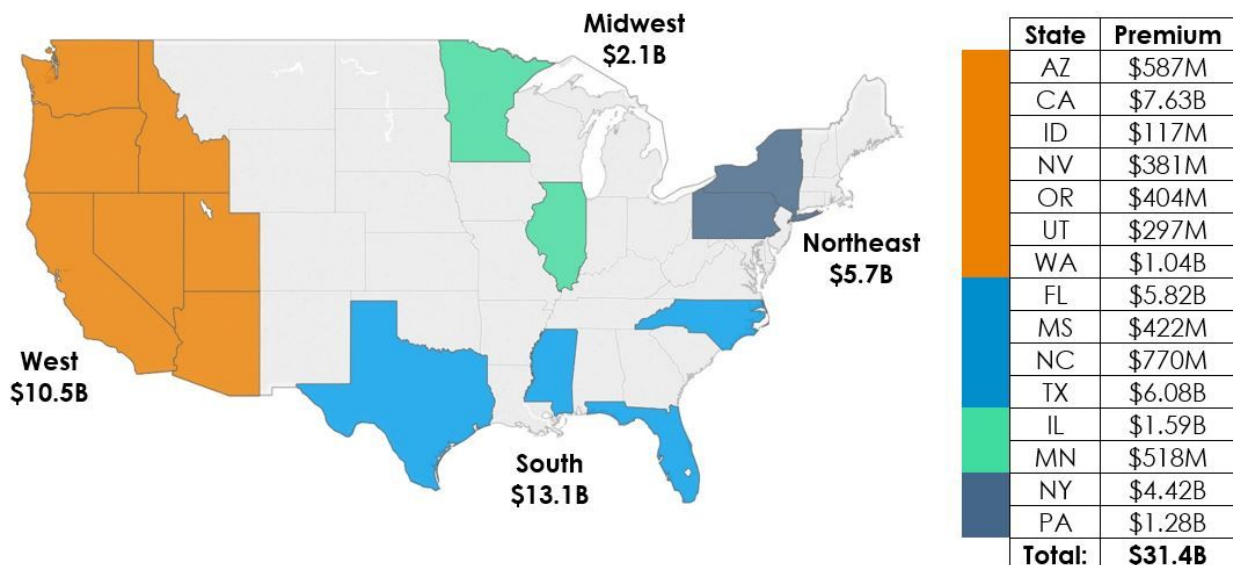 Midwest
$2.1B
Northeast
$5.7B
West
$10.5B
South
$13.1B
State Premium
AZ $587M
CA $7.63B
ID $117M
NV $381M
OR $404M
UT $297M
WA $1.04B
FL $5.82B
MS $422M
NC $770M
TX $6.08B
IL $1.59B
MN $518M
NY $4.42B
PA $1.28B
Total: $31.4B